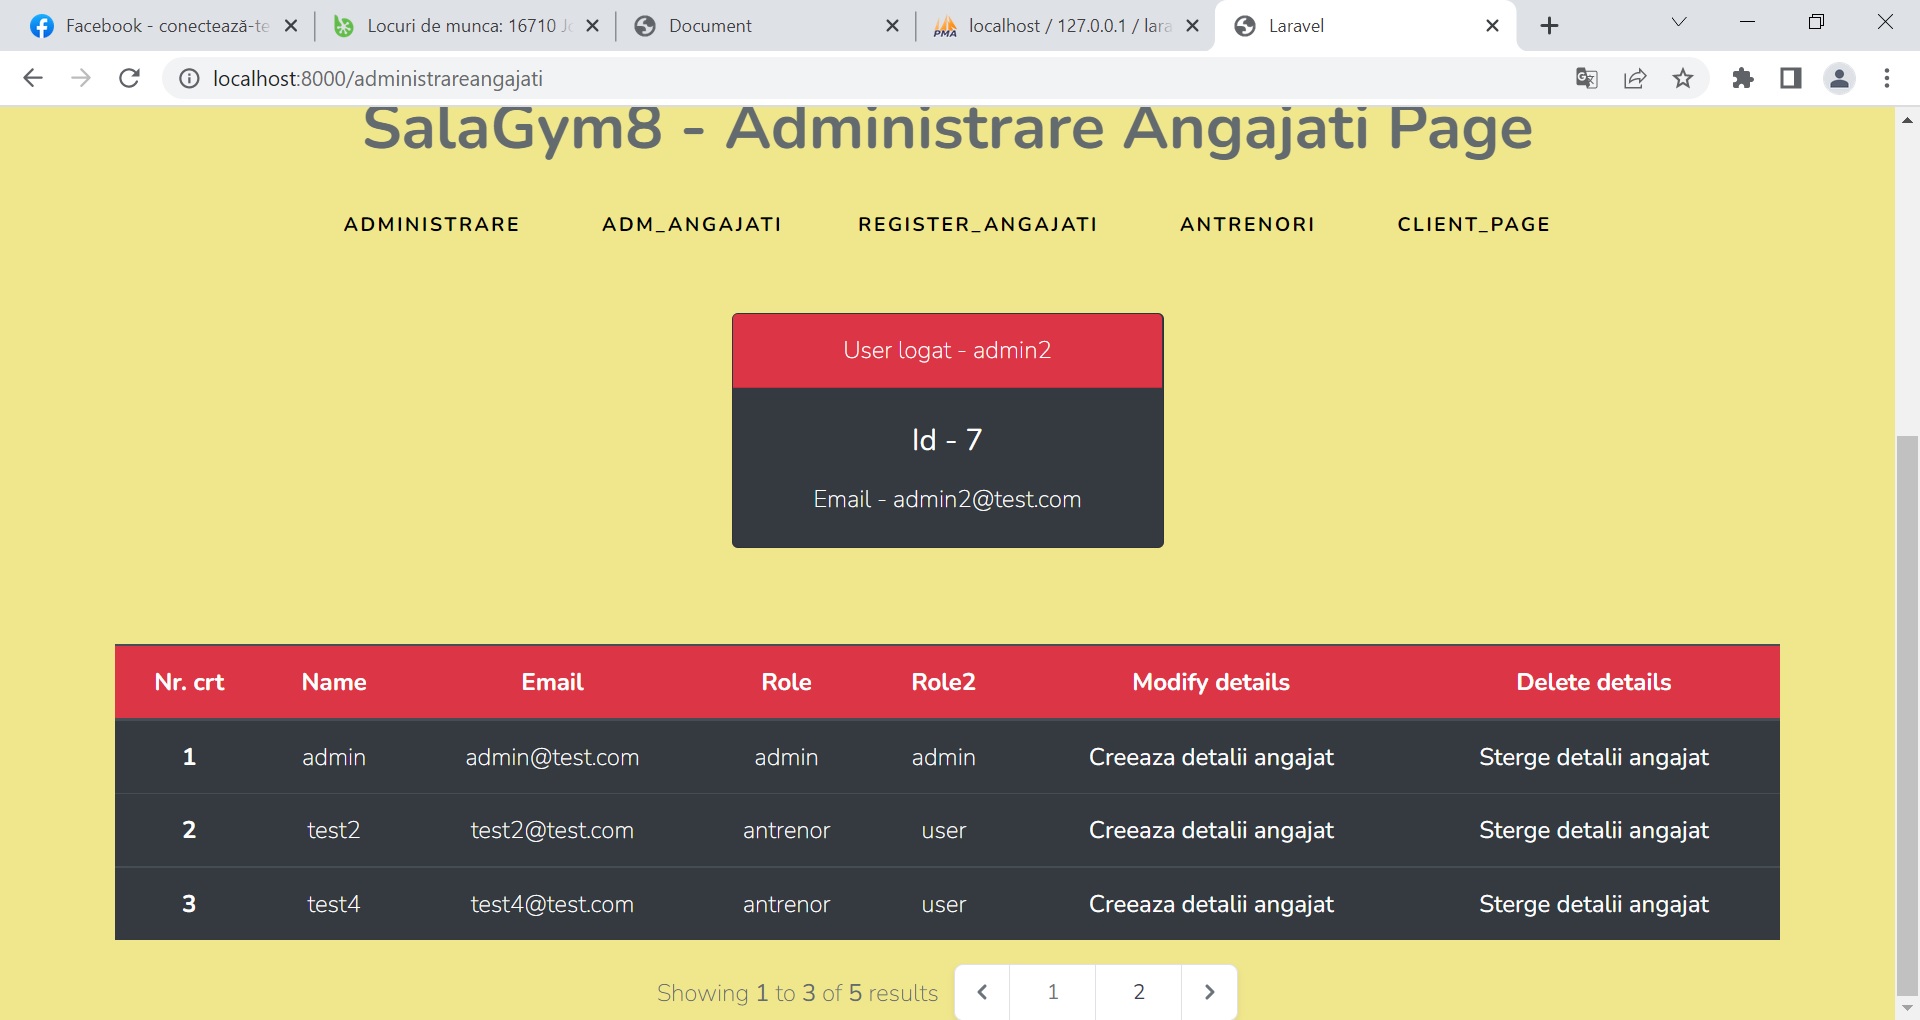 Facebook - conectează-te
Locuri de munca: 16710 Jo
Document
PMA
localhost / 127.0.0.1 / lara
Laravel
localhost:8000/administrareangajati
SalaGym8 - Administrare Angajati Page
ADMINISTRARE ADM_ANGAJATI REGISTER_ANGAJATI ANTRENORI CLIENT_PAGE
User logat - admin2
Id - 7
Email - admin2@test.com
Nr. crt Name Email Role Role2 Modify details Delete details
1 admin admin@test.com admin admin Creeaza detalii angajat Sterge detalii angajat
2 test2 test2@test.com antrenor user Creeaza detalii angajat Sterge detalii angajat
3 test4 test4@test.com antrenor user Creeaza detalii angajat Sterge detalii angajat
Showing 1 to 3 of 5 results 1 2